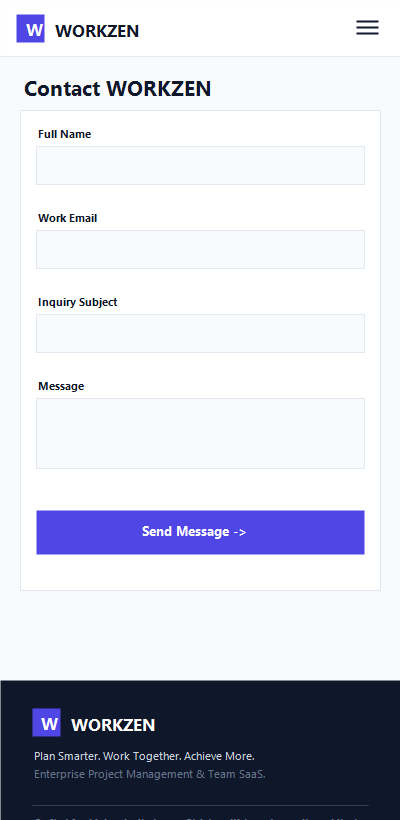 W WORKZEN
Contact WORKZEN
Full Name
Work Email
Inquiry Subject
Message
Send Message ->
W WORKZEN
Plan Smarter. Work Together. Achieve More.
Enterprise Project Management & Team SaaS.